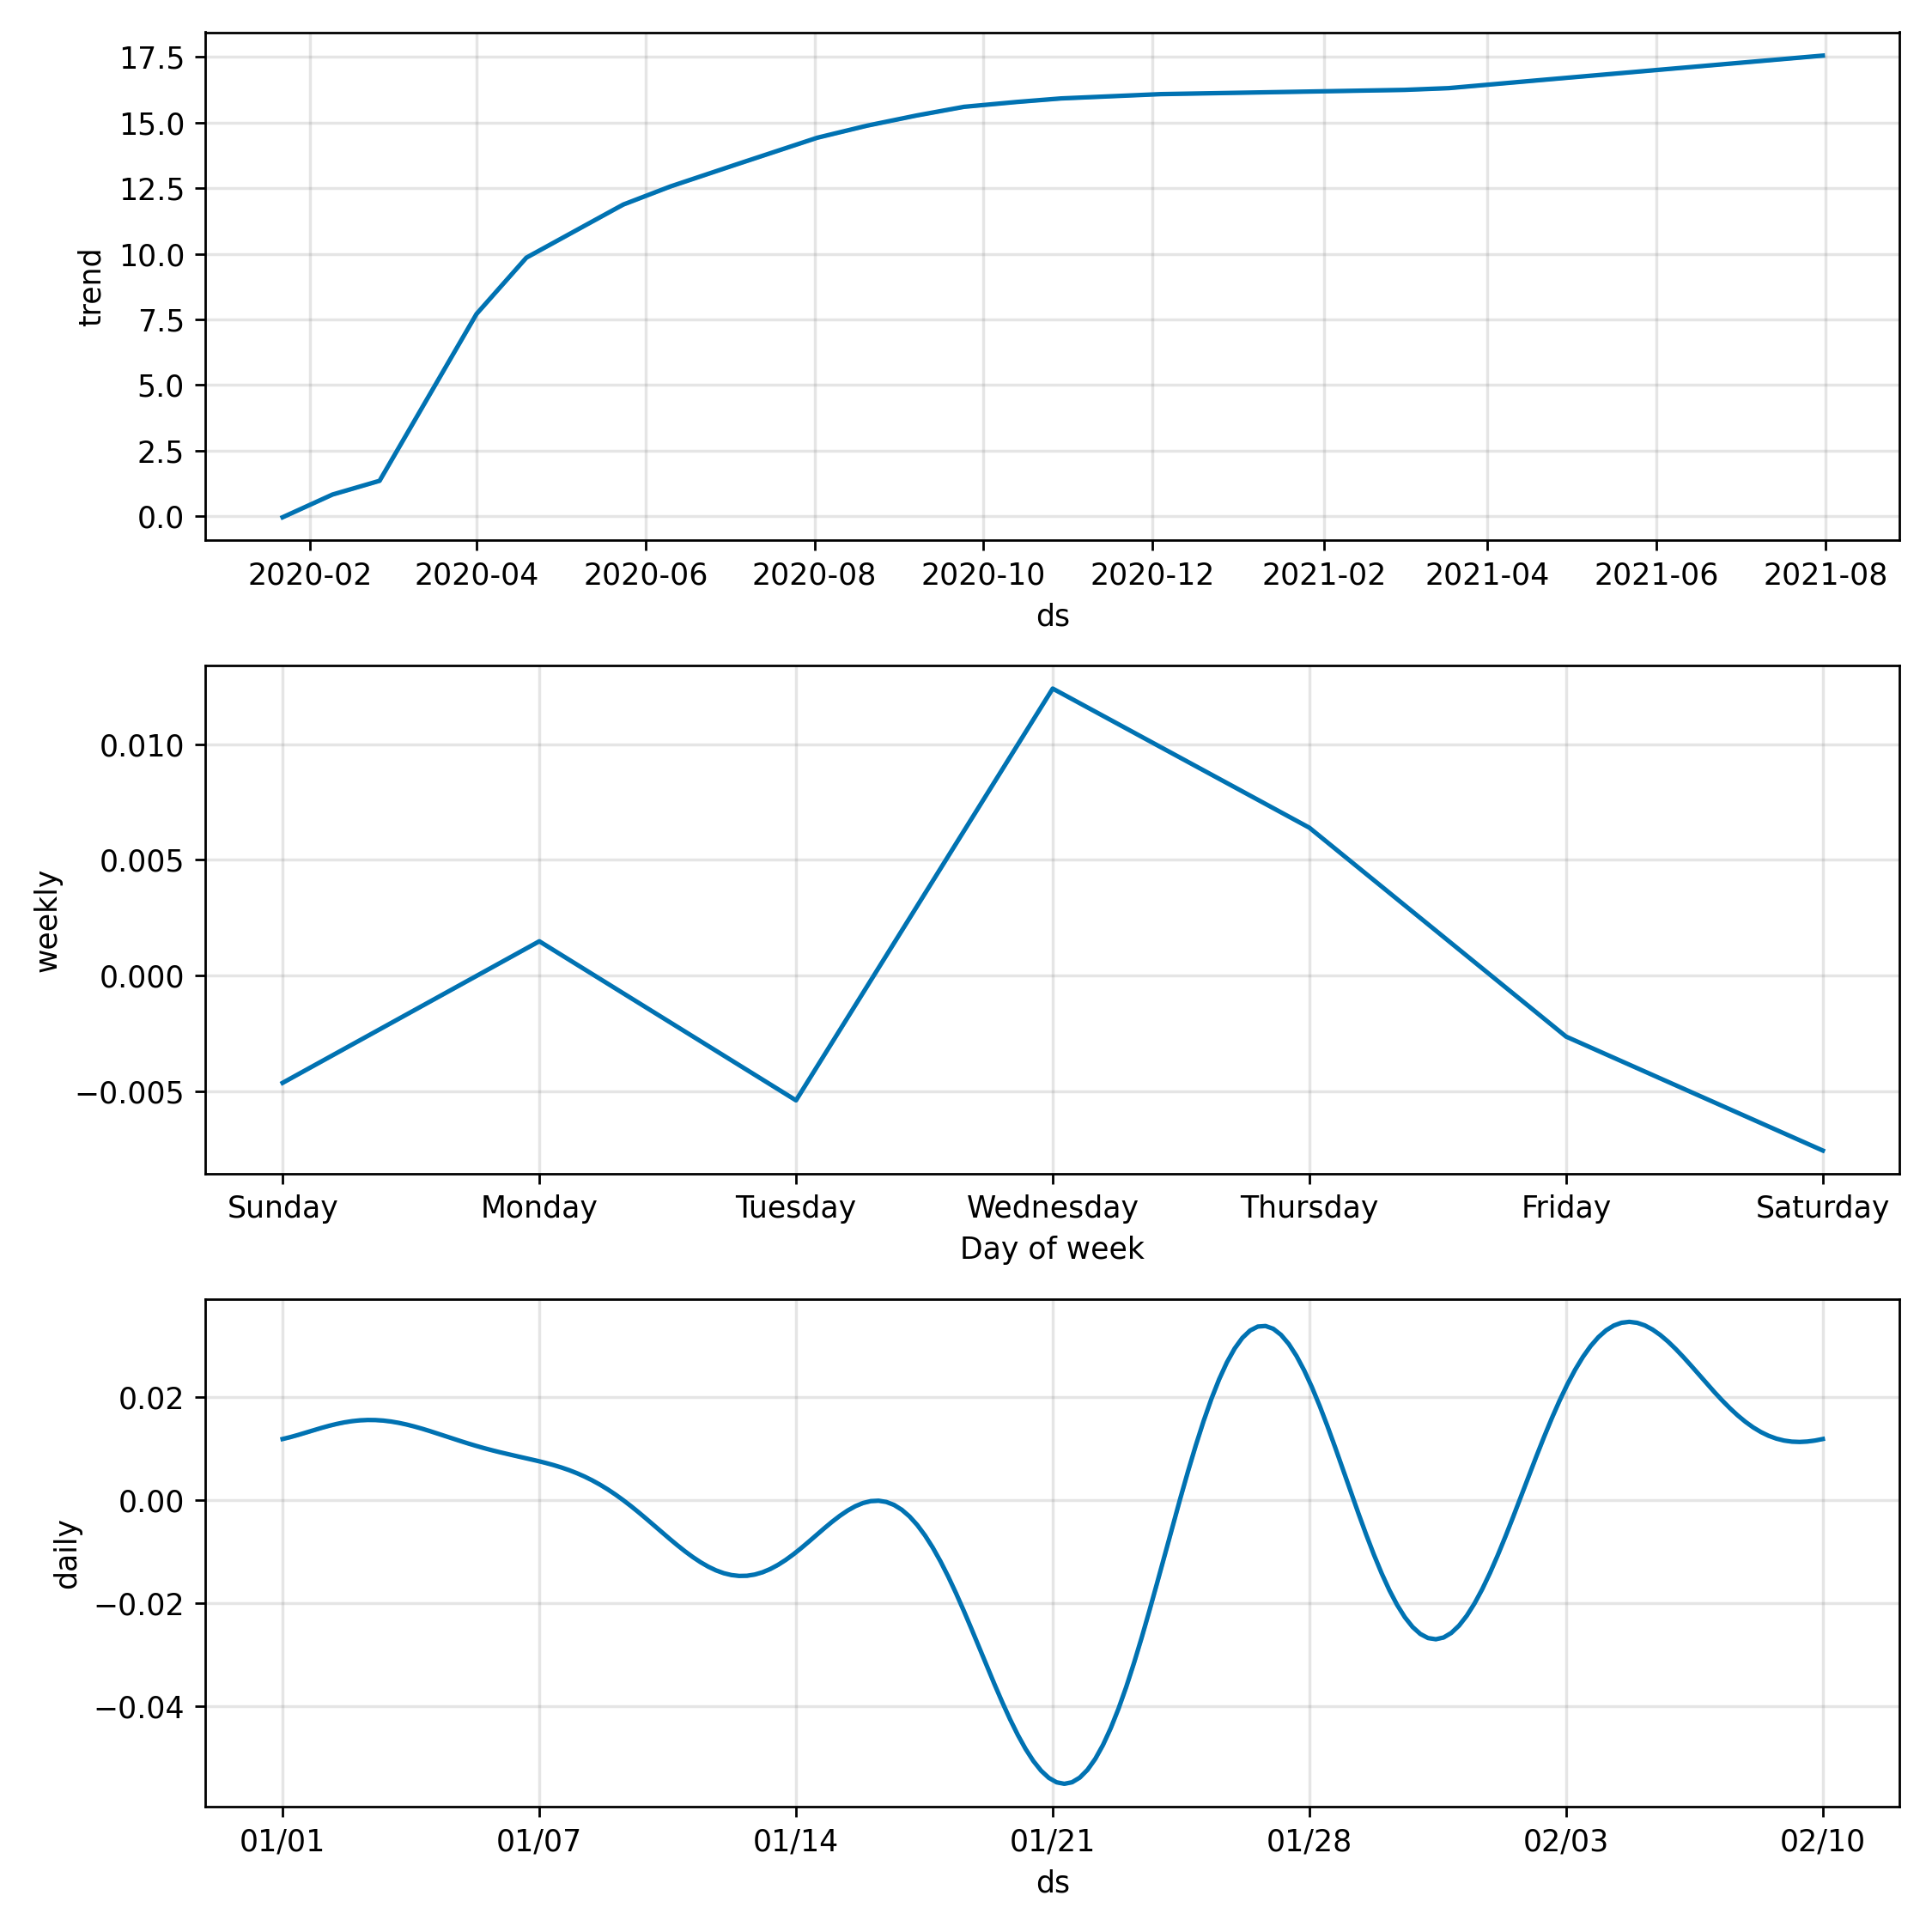 17.5
15.0
12.5
10.0
7.5
5.0
2.5
0.0
trend
2020-02 2020-04 2020-06 2020-08 2020-10 2020-12 2021-02 2021-04 2021-06 2021-08
ds
0.010
0.005
0.000
−0.005
weekly
Sunday Monday Tuesday Wednesday Thursday Friday Saturday
Day of week
0.02
0.00
−0.02
−0.04
daily
01/01 01/07 01/14 01/21 01/28 02/03 02/10
ds